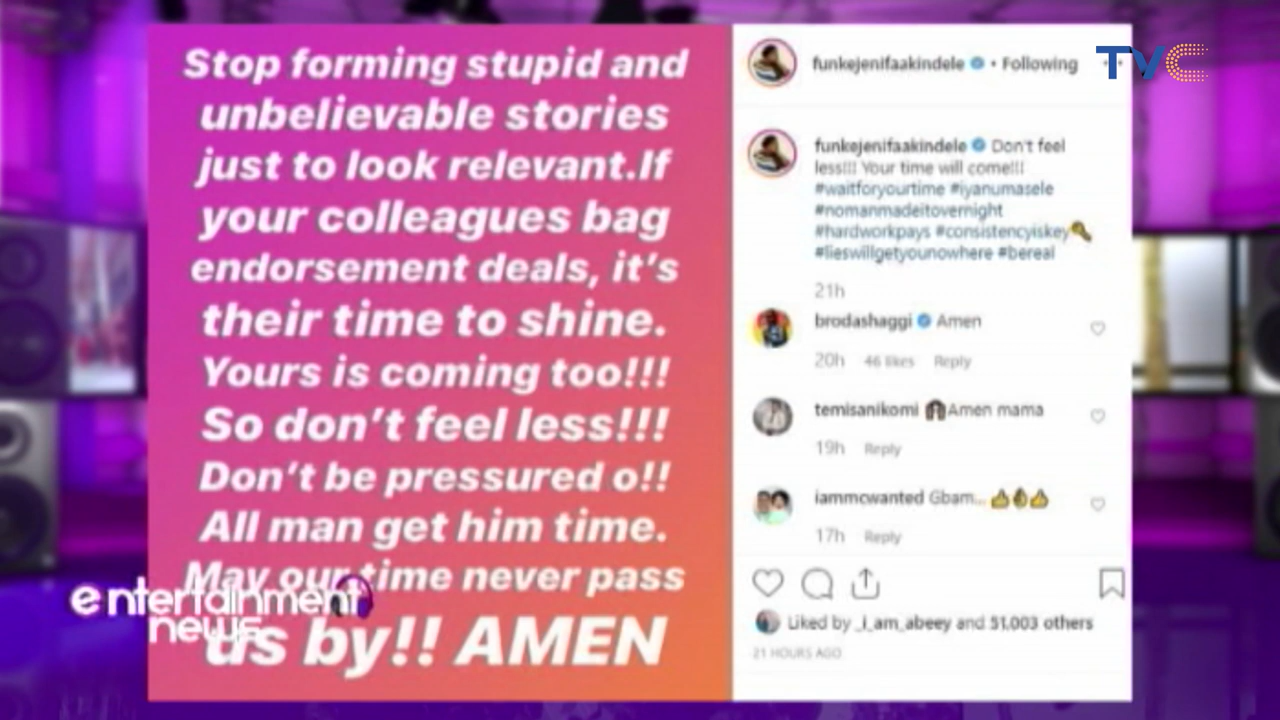 Stop forming stupid and
unbelievable stories
just to look relevant.If
your colleagues bag
endorsement deals, it's
their time to shine.
Yours is coming too!!!
So don't feel less!!!
Don't be pressured o!!
All man get him time.
May our time never pass
us by!! AMEN
funkejenifaakindele • Following
TVC
funkejenifaakindele Don't feel
less!!! Your time will come!!!
#waitforyourtime #iyanumasele
#nomanmadeitovernight
#hardworkpays #consistencyiskey
#lieswillgetyounowhere #bereal
21h
brodashaggi Amen
20h 46 likes Reply
temisanikomi Amen mama
19h Reply
iammcwanted Gbam...
17h Reply
Liked by _i_am_abeey and 51,003 others
21 HOURS AGO
entertainment
news